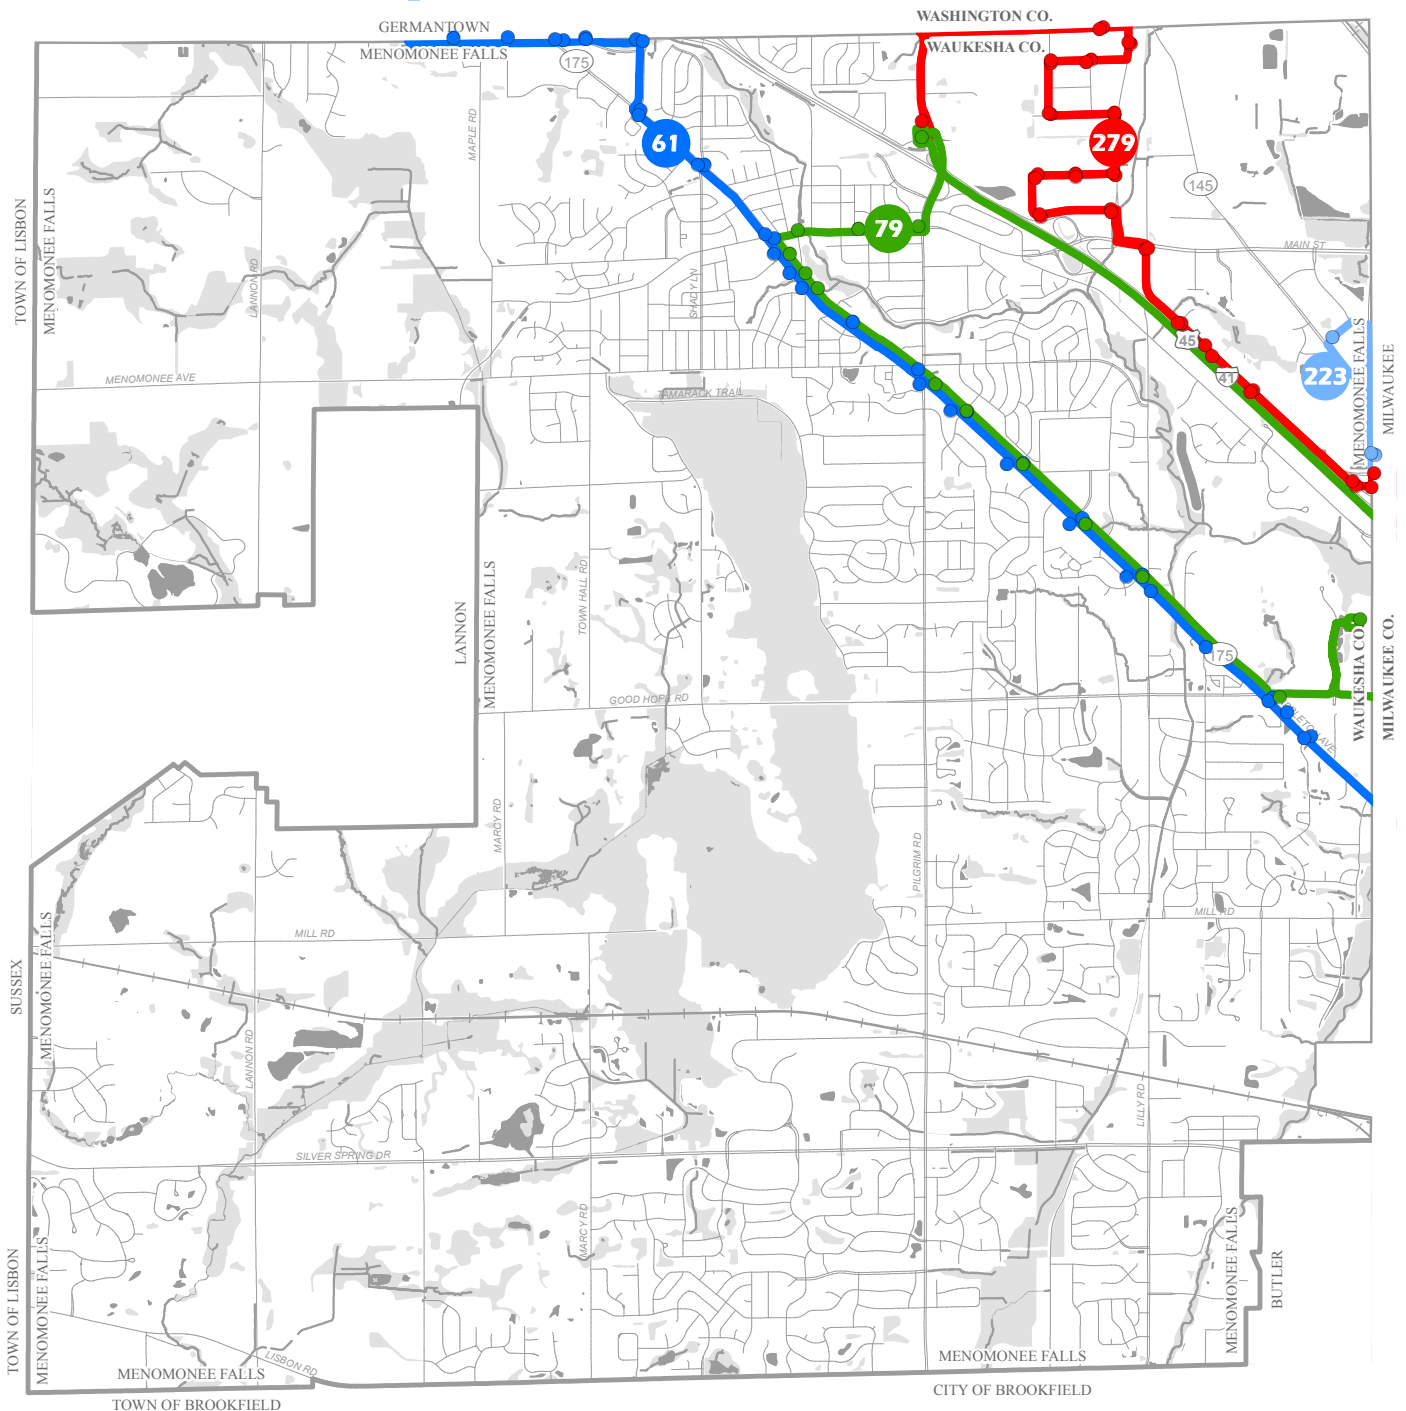 GERMANTOWN
MENOMONEE FALLS
WASHINGTON CO.
WAUKESHA CO.
175
61
279
145
79
MAPLE RD
TOWN OF LISBON
MENOMONEE FALLS
LANNON RD
SHADY LN
MAIN ST
45
41
223
MENOMONEE FALLS
MILWAUKEE
MENOMONEE AVE
TAMARACK TRAIL
LANNON
MENOMONEE FALLS
TOWN HALL RD
GOOD HOPE RD
175
WAUKESHA CO.
MILWAUKEE CO.
MARCY RD
PILGRIM RD
MILL RD
MILL RD
SUSSEX
MENOMONEE FALLS
LANNON RD
LILLY RD
SILVER SPRING DR
MARCY RD
TOWN OF LISBON
MENOMONEE FALLS
MENOMONEE FALLS
BUTLER
LISBON RD
MENOMONEE FALLS
TOWN OF BROOKFIELD
MENOMONEE FALLS
CITY OF BROOKFIELD